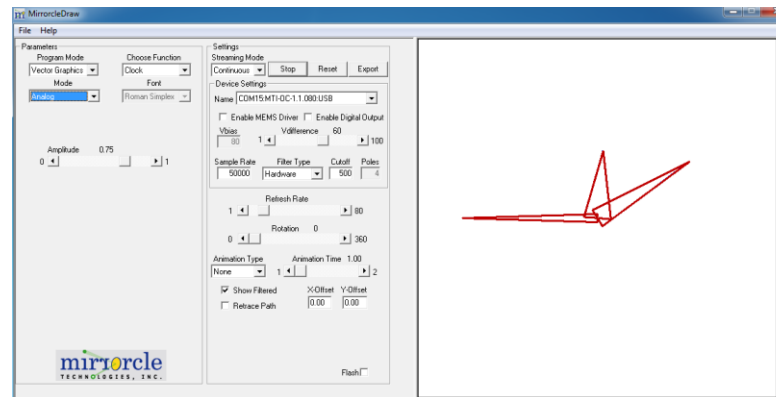 MirrorcleDraw
File Help
Parameters
Program Mode Choose Function
Vector Graphics Clock
Mode Font
Analog Roman Simplex
Amplitude 0.75
0 1
mirrorcle
TECHNOLOGIES, INC.
Settings
Streaming Mode
Continuous Stop Reset Export
Device Settings
Name COM15:MTI-DC-1.1.080:USB
Enable MEMS Driver Enable Digital Output
Vbias Vdifference 60
80 1 100
Sample Rate Filter Type Cutoff Poles
50000 Hardware 500 4
Refresh Rate
1 80
Rotation 0
0 360
Animation Type Animation Time 1.00
None 1 2
Show Filtered X-Offset Y-Offset
Retrace Path 0.00 0.00
Flash